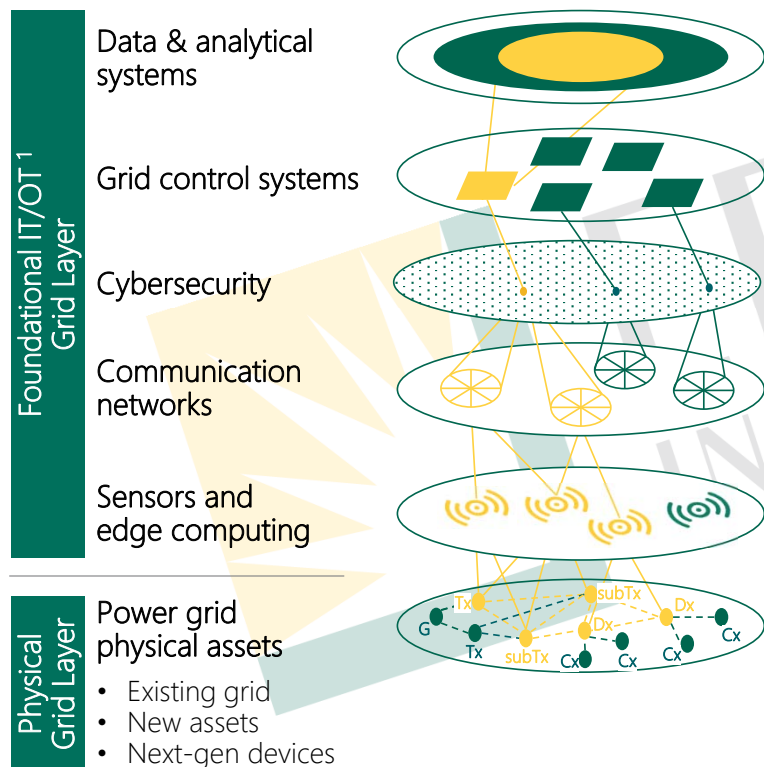 Foundational IT/OT 1
Grid Layer
Data & analytical
systems
Grid control systems
Cybersecurity
Communication
networks
Sensors and
edge computing
Physical
Grid Layer
Power grid
physical assets
• Existing grid
• New assets
• Next-gen devices
Tx
subTx
Dx
G
Tx
subTx
Dx
Cx
Cx
Cx
Cx